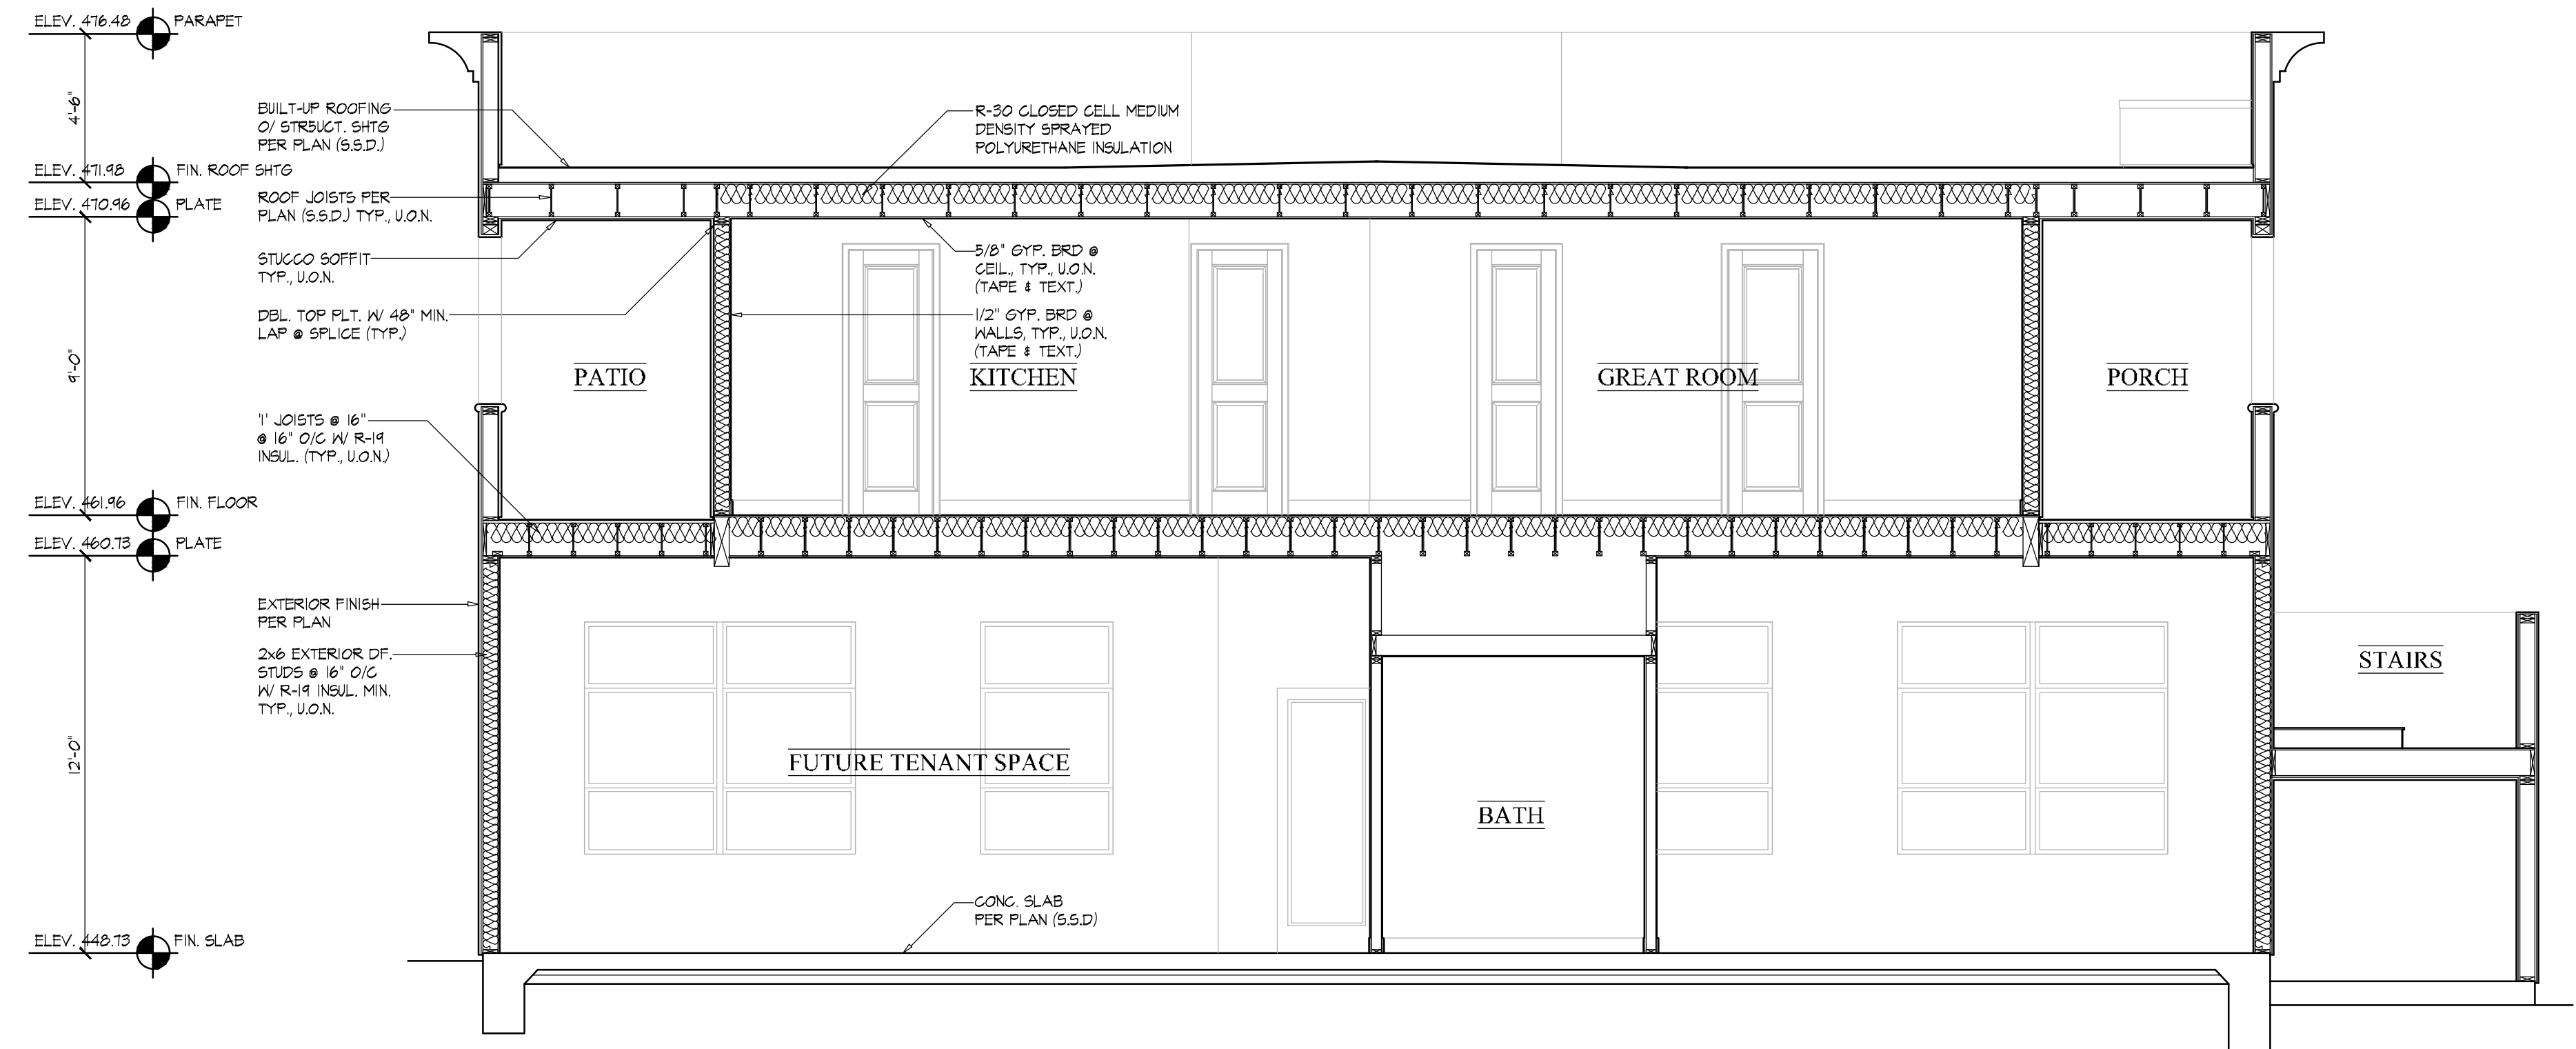 ELEV. 476.48 PARAPET
4'-6"
BUILT-UP ROOFING
O/ STR5UCT. SHTG
PER PLAN (S.S.D.)
R-30 CLOSED CELL MEDIUM
DENSITY SPRAYED
POLYURETHANE INSULATION
ELEV. 471.98 FIN. ROOF SHTG
ROOF JOISTS PER
PLAN (S.S.D.) TYP., U.O.N.
ELEV. 470.96 PLATE
STUCCO SOFFIT
TYP., U.O.N.
5/8" GYP. BRD @
CEIL., TYP., U.O.N.
(TAPE & TEXT.)
DBL. TOP PLT. W/ 48" MIN.
LAP @ SPLICE (TYP.)
1/2" GYP. BRD @
WALLS, TYP., U.O.N.
(TAPE & TEXT.)
9'-0"
PATIO
KITCHEN
GREAT ROOM
PORCH
'I' JOISTS @ 16"
@ 16" O/C W/ R-19
INSUL. (TYP., U.O.N.)
ELEV. 461.96 FIN. FLOOR
ELEV. 460.73 PLATE
EXTERIOR FINISH
PER PLAN
2x6 EXTERIOR DF.
STUDS @ 16" O/C
W/ R-19 INSUL. MIN.
TYP., U.O.N.
STAIRS
12'-0"
FUTURE TENANT SPACE
BATH
CONC. SLAB
PER PLAN (S.S.D)
ELEV. 448.73 FIN. SLAB